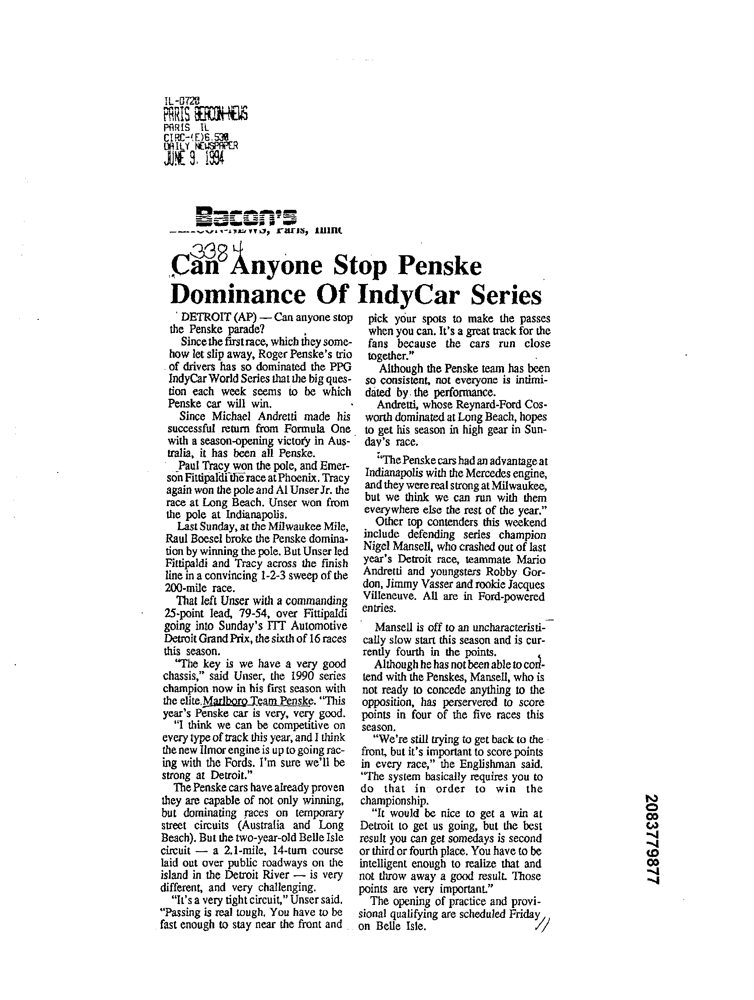 IL-0720
PARIS BEACON-NEWS
PARIS IL
CIRC-(E)6,530
DAILY NEWSPAPER
JUNE 9, 1994
Bacon's
3384
Can Anyone Stop Penske
Dominance Of IndyCar Series
DETROIT (AP) — Can anyone stop
the Penske parade?
Since the first race, which they some-
how let slip away, Roger Penske's trio
of drivers has so dominated the PPG
IndyCar World Series that the big ques-
tion each week seems to be which
Penske car will win.
Since Michael Andretti made his
successful return from Formula One
with a season-opening victory in Aus-
tralia, it has been all Penske.
Paul Tracy won the pole, and Emer-
son Fittipaldi the race at Phoenix. Tracy
again won the pole and Al Unser Jr. the
race at Long Beach. Unser won from
the pole at Indianapolis.
Last Sunday, at the Milwaukee Mile,
Raul Boesel broke the Penske domina-
tion by winning the pole. But Unser led
Fittipaldi and Tracy across the finish
line in a convincing 1-2-3 sweep of the
200-mile race.
That left Unser with a commanding
25-point lead, 79-54, over Fittipaldi
going into Sunday's ITT Automotive
Detroit Grand Prix, the sixth of 16 races
this season.
"The key is we have a very good
chassis," said Unser, the 1990 series
champion now in his first season with
the elite Marlboro Team Penske. "This
year's Penske car is very, very good.
"I think we can be competitive on
every type of track this year, and I think
the new Ilmor engine is up to going rac-
ing with the Fords. I'm sure we'll be
strong at Detroit."
The Penske cars have already proven
they are capable of not only winning,
but dominating races on temporary
street circuits (Australia and Long
Beach). But the two-year-old Belle Isle
circuit — a 2.1-mile, 14-turn course
laid out over public roadways on the
island in the Detroit River — is very
different, and very challenging.
"It's a very tight circuit," Unser said.
"Passing is real tough. You have to be
fast enough to stay near the front and
pick your spots to make the passes
when you can. It's a great track for the
fans because the cars run close
together."
Although the Penske team has been
so consistent, not everyone is intimi-
dated by the performance.
Andretti, whose Reynard-Ford Cos-
worth dominated at Long Beach, hopes
to get his season in high gear in Sun-
day's race.
"The Penske cars had an advantage at
Indianapolis with the Mercedes engine,
and they were real strong at Milwaukee,
but we think we can run with them
everywhere else the rest of the year."
Other top contenders this weekend
include defending series champion
Nigel Mansell, who crashed out of last
year's Detroit race, teammate Mario
Andretti and youngsters Robby Gor-
don, Jimmy Vasser and rookie Jacques
Villeneuve. All are in Ford-powered
entries.
Mansell is off to an uncharacteristi-
cally slow start this season and is cur-
rently fourth in the points.
Although he has not been able to con-
tend with the Penskes, Mansell, who is
not ready to concede anything to the
opposition, has perservered to score
points in four of the five races this
season.
"We're still trying to get back to the
front, but it's important to score points
in every race," the Englishman said.
"The system basically requires you to
do that in order to win the
championship.
"It would be nice to get a win at
Detroit to get us going, but the best
result you can get somedays is second
or third or fourth place. You have to be
intelligent enough to realize that and
not throw away a good result. Those
points are very important."
The opening of practice and provi-
sional qualifying are scheduled Friday
on Belle Isle.
2083779877